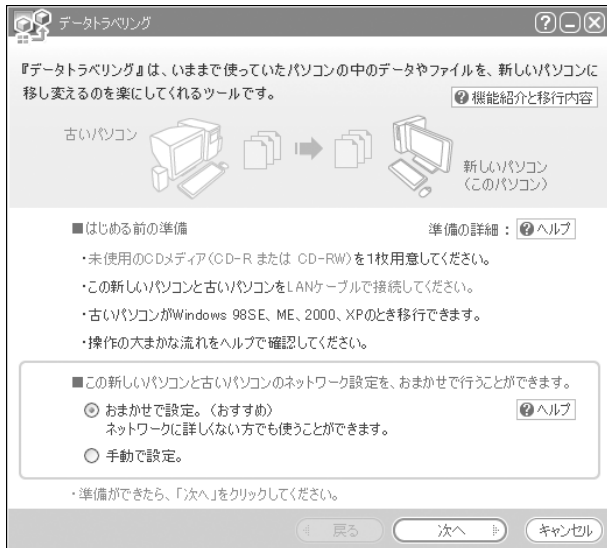 データトラベリング
『データトラベリング』は、いままで使っていたパソコンの中のデータやファイルを、新しいパソコンに
移し変えるのを楽にしてくれるツールです。
機能紹介と移行内容
古いパソコン
新しいパソコン
(このパソコン)
■はじめる前の準備
準備の詳細:
ヘルプ
・未使用のCDメディア(CD-R または CD-RW)を1枚用意してください。
・この新しいパソコンと古いパソコンをLANケーブルで接続してください。
・古いパソコンがWindows 98SE、ME、2000、XPのとき移行できます。
・操作の大まかな流れをヘルプで確認してください。
■この新しいパソコンと古いパソコンのネットワーク設定を、おまかせで行うことができます。
おまかせで設定。(おすすめ)
ヘルプ
ネットワークに詳しくない方でも使うことができます。
手動で設定。
・準備ができたら、「次へ」をクリックしてください。
戻る
次へ
キャンセル